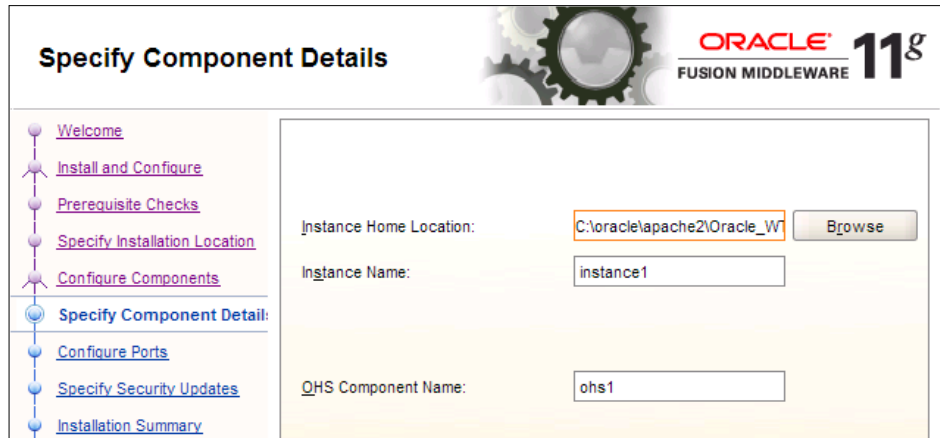 Specify Component Details
ORACLE®
FUSION MIDDLEWARE 11g
Welcome
Install and Configure
Prerequisite Checks
Specify Installation Location
Configure Components
Specify Component Details
Configure Ports
Specify Security Updates
Installation Summary
Instance Home Location: C:\oracle\apache2\Oracle_WT Browse
Instance Name: instance1
OHS Component Name: ohs1